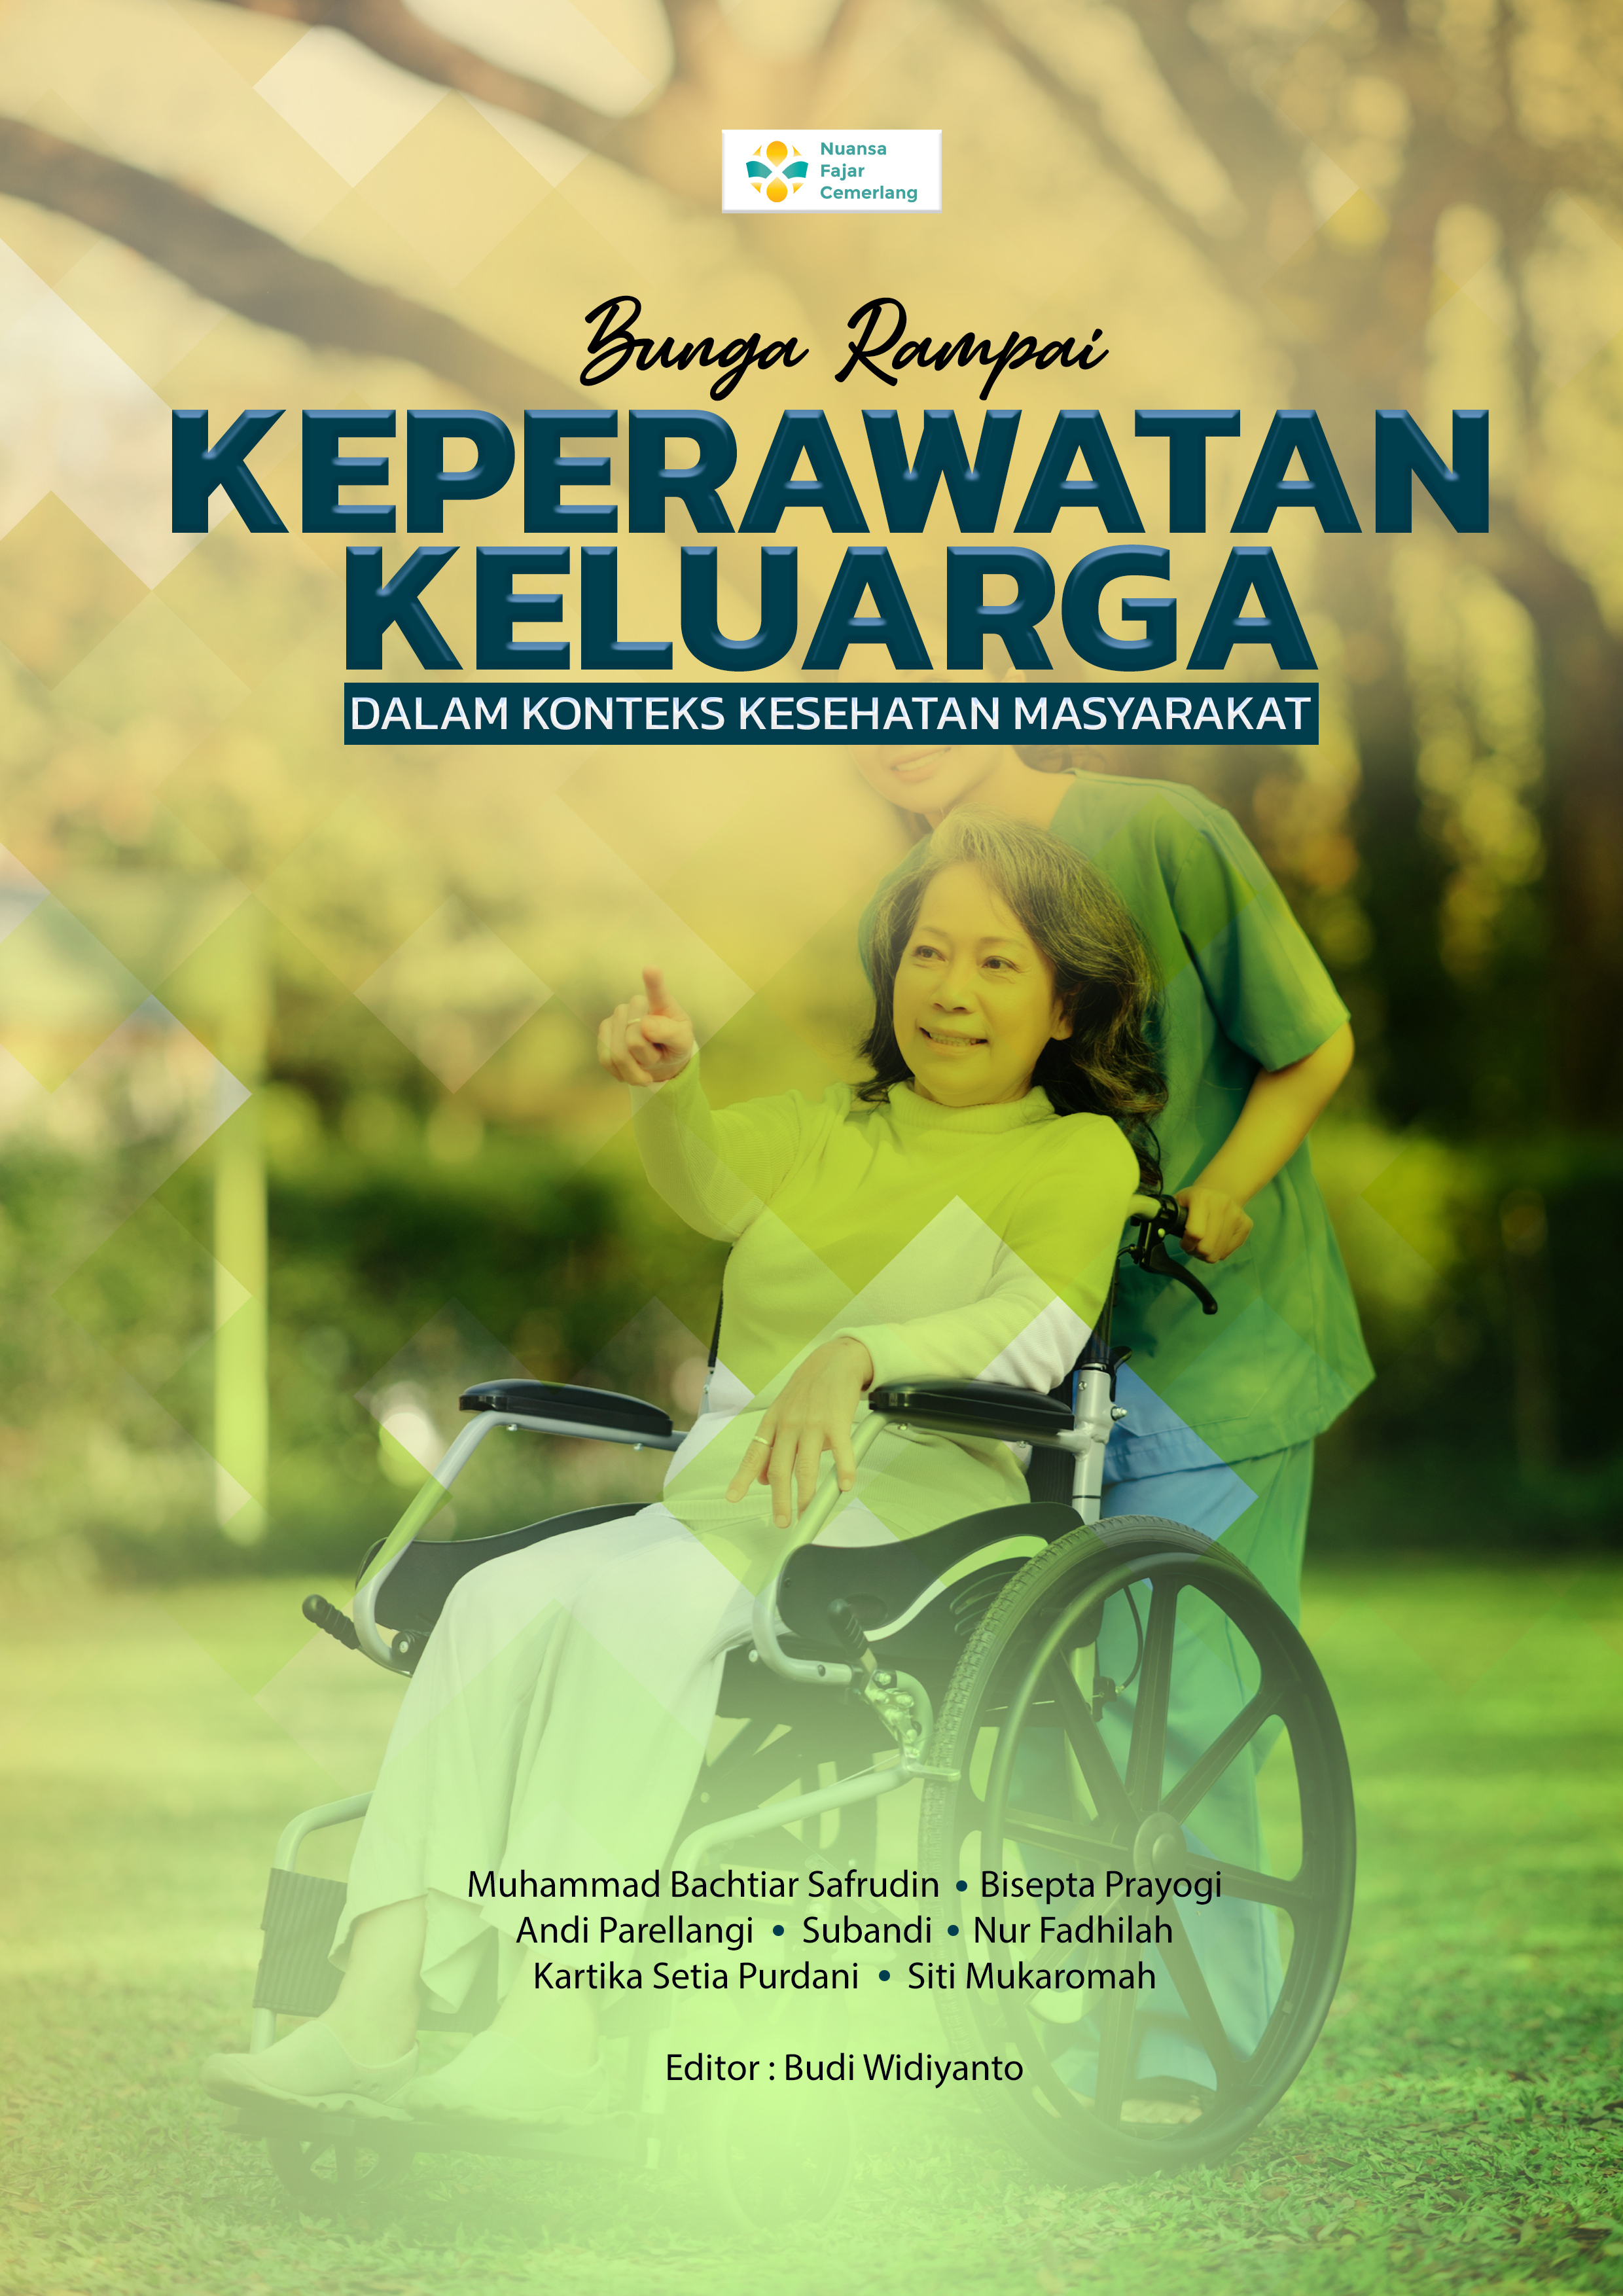 Nuansa
Fajar
Cemerlang
Bunga Rampai
KEPERAWATAN
KELUARGA
DALAM KONTEKS KESEHATAN MASYARAKAT
Muhammad Bachtiar Safrudin • Bisepta Prayogi
Andi Parellangi • Subandi • Nur Fadhilah
Kartika Setia Purdani • Siti Mukaromah
Editor : Budi Widiyanto